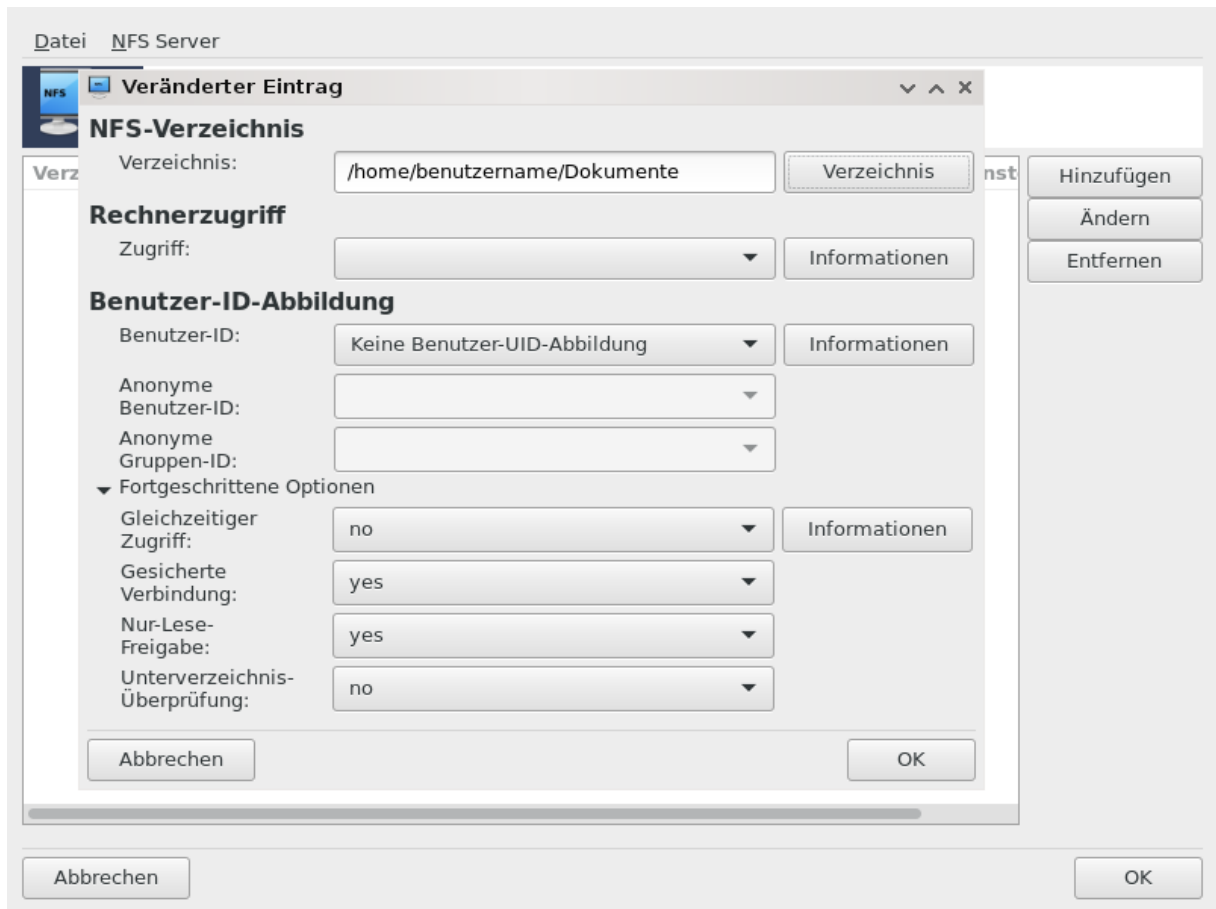 Datei NFS Server
NFS
Veränderter Eintrag
NFS-Verzeichnis
Verzeichnis: /home/benutzername/Dokumente Verzeichnis
Verz nst Hinzufügen
Rechnerzugriff
Ändern
Zugriff: Informationen
Entfernen
Benutzer-ID-Abbildung
Benutzer-ID: Keine Benutzer-UID-Abbildung Informationen
Anonyme
Benutzer-ID:
Anonyme
Gruppen-ID:
Fortgeschrittene Optionen
Gleichzeitiger
Zugriff: no Informationen
Gesicherte
Verbindung: yes
Nur-Lese-
Freigabe: yes
Unterverzeichnis-
Überprüfung: no
Abbrechen OK
Abbrechen OK